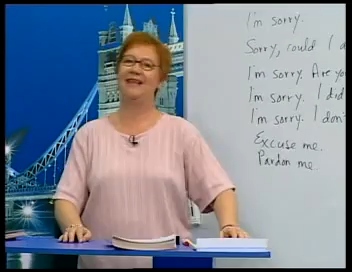 I'm sorry.
Sorry, could I a
I'm sorry. Are you
I'm sorry. I did
I'm sorry. I don'
Excuse me.
Pardon me.